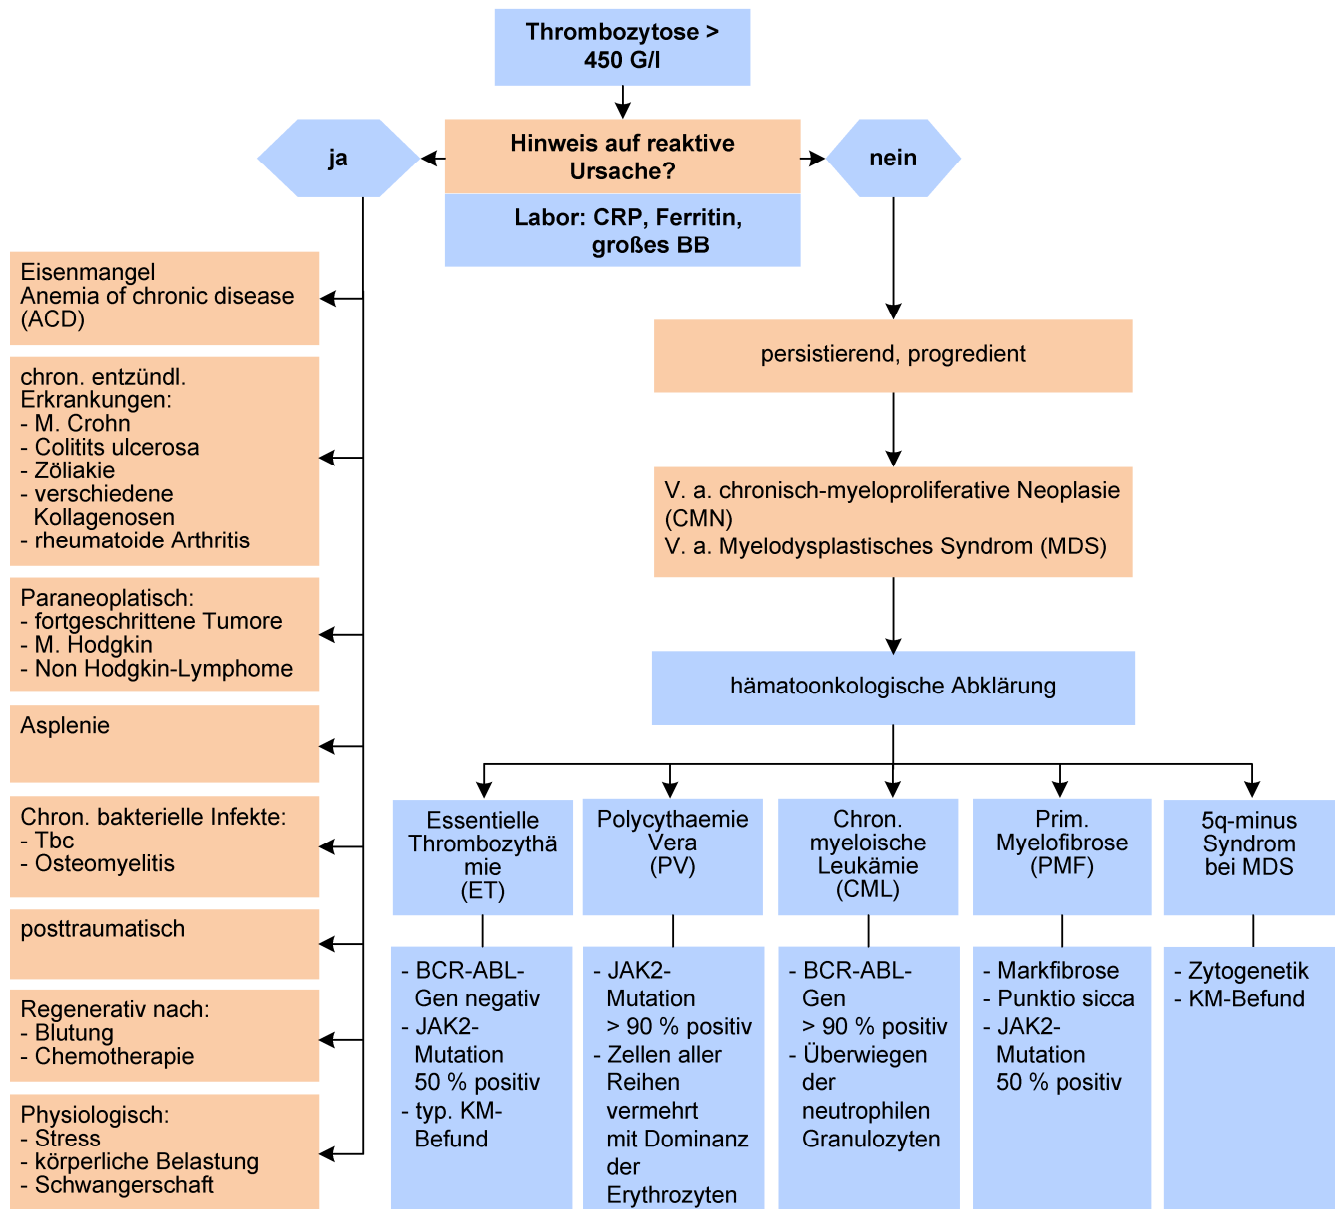 Thrombozytose >
450 G/l
ja
Hinweis auf reaktive
Ursache?
nein
Labor: CRP, Ferritin,
großes BB
Eisenmangel
Anemia of chronic disease
(ACD)
chron. entzündl.
Erkrankungen:
- M. Crohn
- Colitits ulcerosa
- Zöliakie
- verschiedene
Kollagenosen
- rheumatoide Arthritis
Paraneoplatisch:
- fortgeschrittene Tumore
- M. Hodgkin
- Non Hodgkin-Lymphome
Asplenie
Chron. bakterielle Infekte:
- Tbc
- Osteomyelitis
posttraumatisch
Regenerativ nach:
- Blutung
- Chemotherapie
Physiologisch:
- Stress
- körperliche Belastung
- Schwangerschaft
persistierend, progredient
V. a. chronisch-myeloproliferative Neoplasie
(CMN)
V. a. Myelodysplastisches Syndrom (MDS)
hämatoonkologische Abklärung
Essentielle
Thrombozythä
mie
(ET)
- BCR-ABL-
Gen negativ
- JAK2-
Mutation
50 % positiv
- typ. KM-
Befund
Polycythaemie
Vera
(PV)
- JAK2-
Mutation
> 90 % positiv
- Zellen aller
Reihen
vermehrt
mit Dominanz
der
Erythrozyten
Chron.
myeloische
Leukämie
(CML)
- BCR-ABL-
Gen
> 90 % positiv
- Überwiegen
der
neutrophilen
Granulozyten
Prim.
Myelofibrose
(PMF)
- Markfibrose
- Punktio sicca
- JAK2-
Mutation
50 % positiv
5q-minus
Syndrom
bei MDS
- Zytogenetik
- KM-Befund